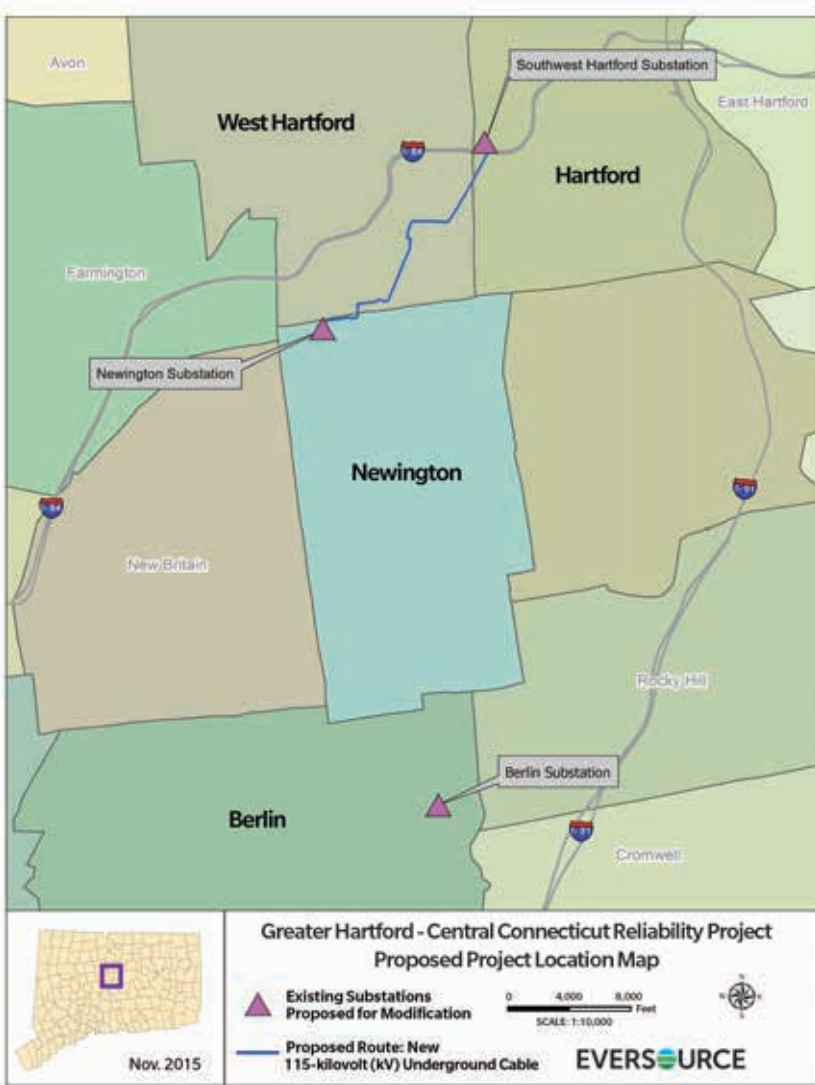 Avon
Southwest Hartford Substation
West Hartford
East Hartford
Hartford
Farmington
Newington Substation
Newington
New Britain
Rocky Hill
Berlin Substation
Berlin
Cromwell
Greater Hartford - Central Connecticut Reliability Project
Proposed Project Location Map
Existing Substations
Proposed for Modification
0 4,000 8,000
Feet
SCALE: 1:10,000
Proposed Route: New
115-kilovolt (kV) Underground Cable
Nov. 2015
EVERSOURCE